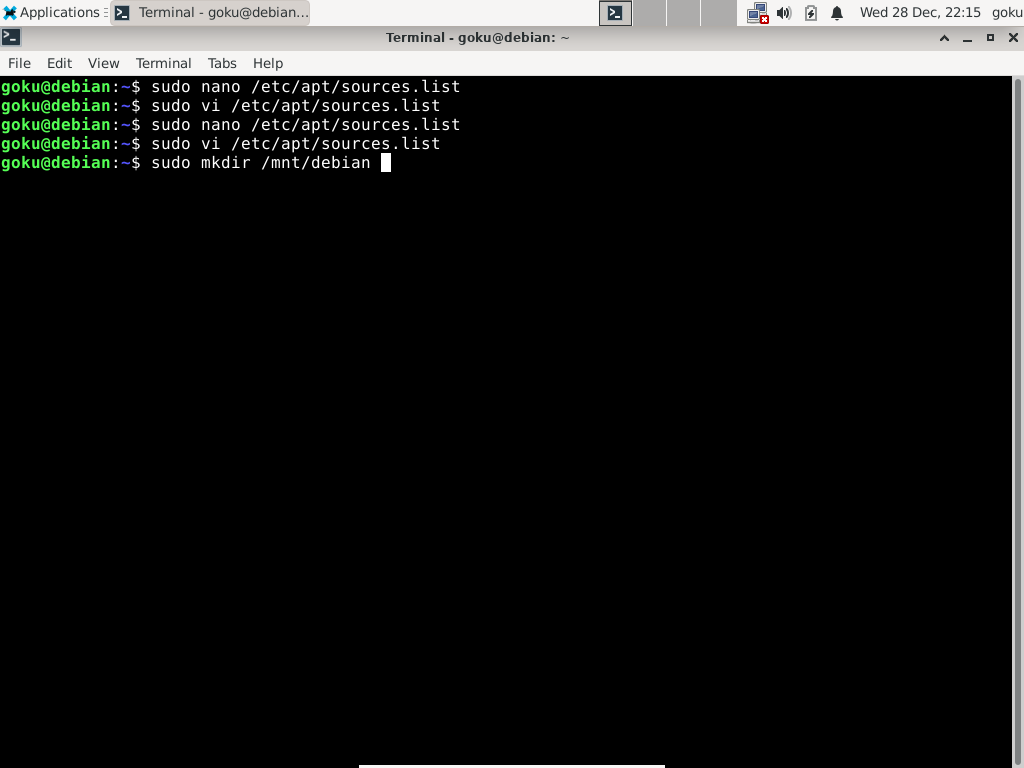 Applications Terminal - goku@debian... Wed 28 Dec, 22:15 goku
Terminal - goku@debian: ~
File Edit View Terminal Tabs Help
goku@debian:~$ sudo nano /etc/apt/sources.list
goku@debian:~$ sudo vi /etc/apt/sources.list
goku@debian:~$ sudo nano /etc/apt/sources.list
goku@debian:~$ sudo vi /etc/apt/sources.list
goku@debian:~$ sudo mkdir /mnt/debian